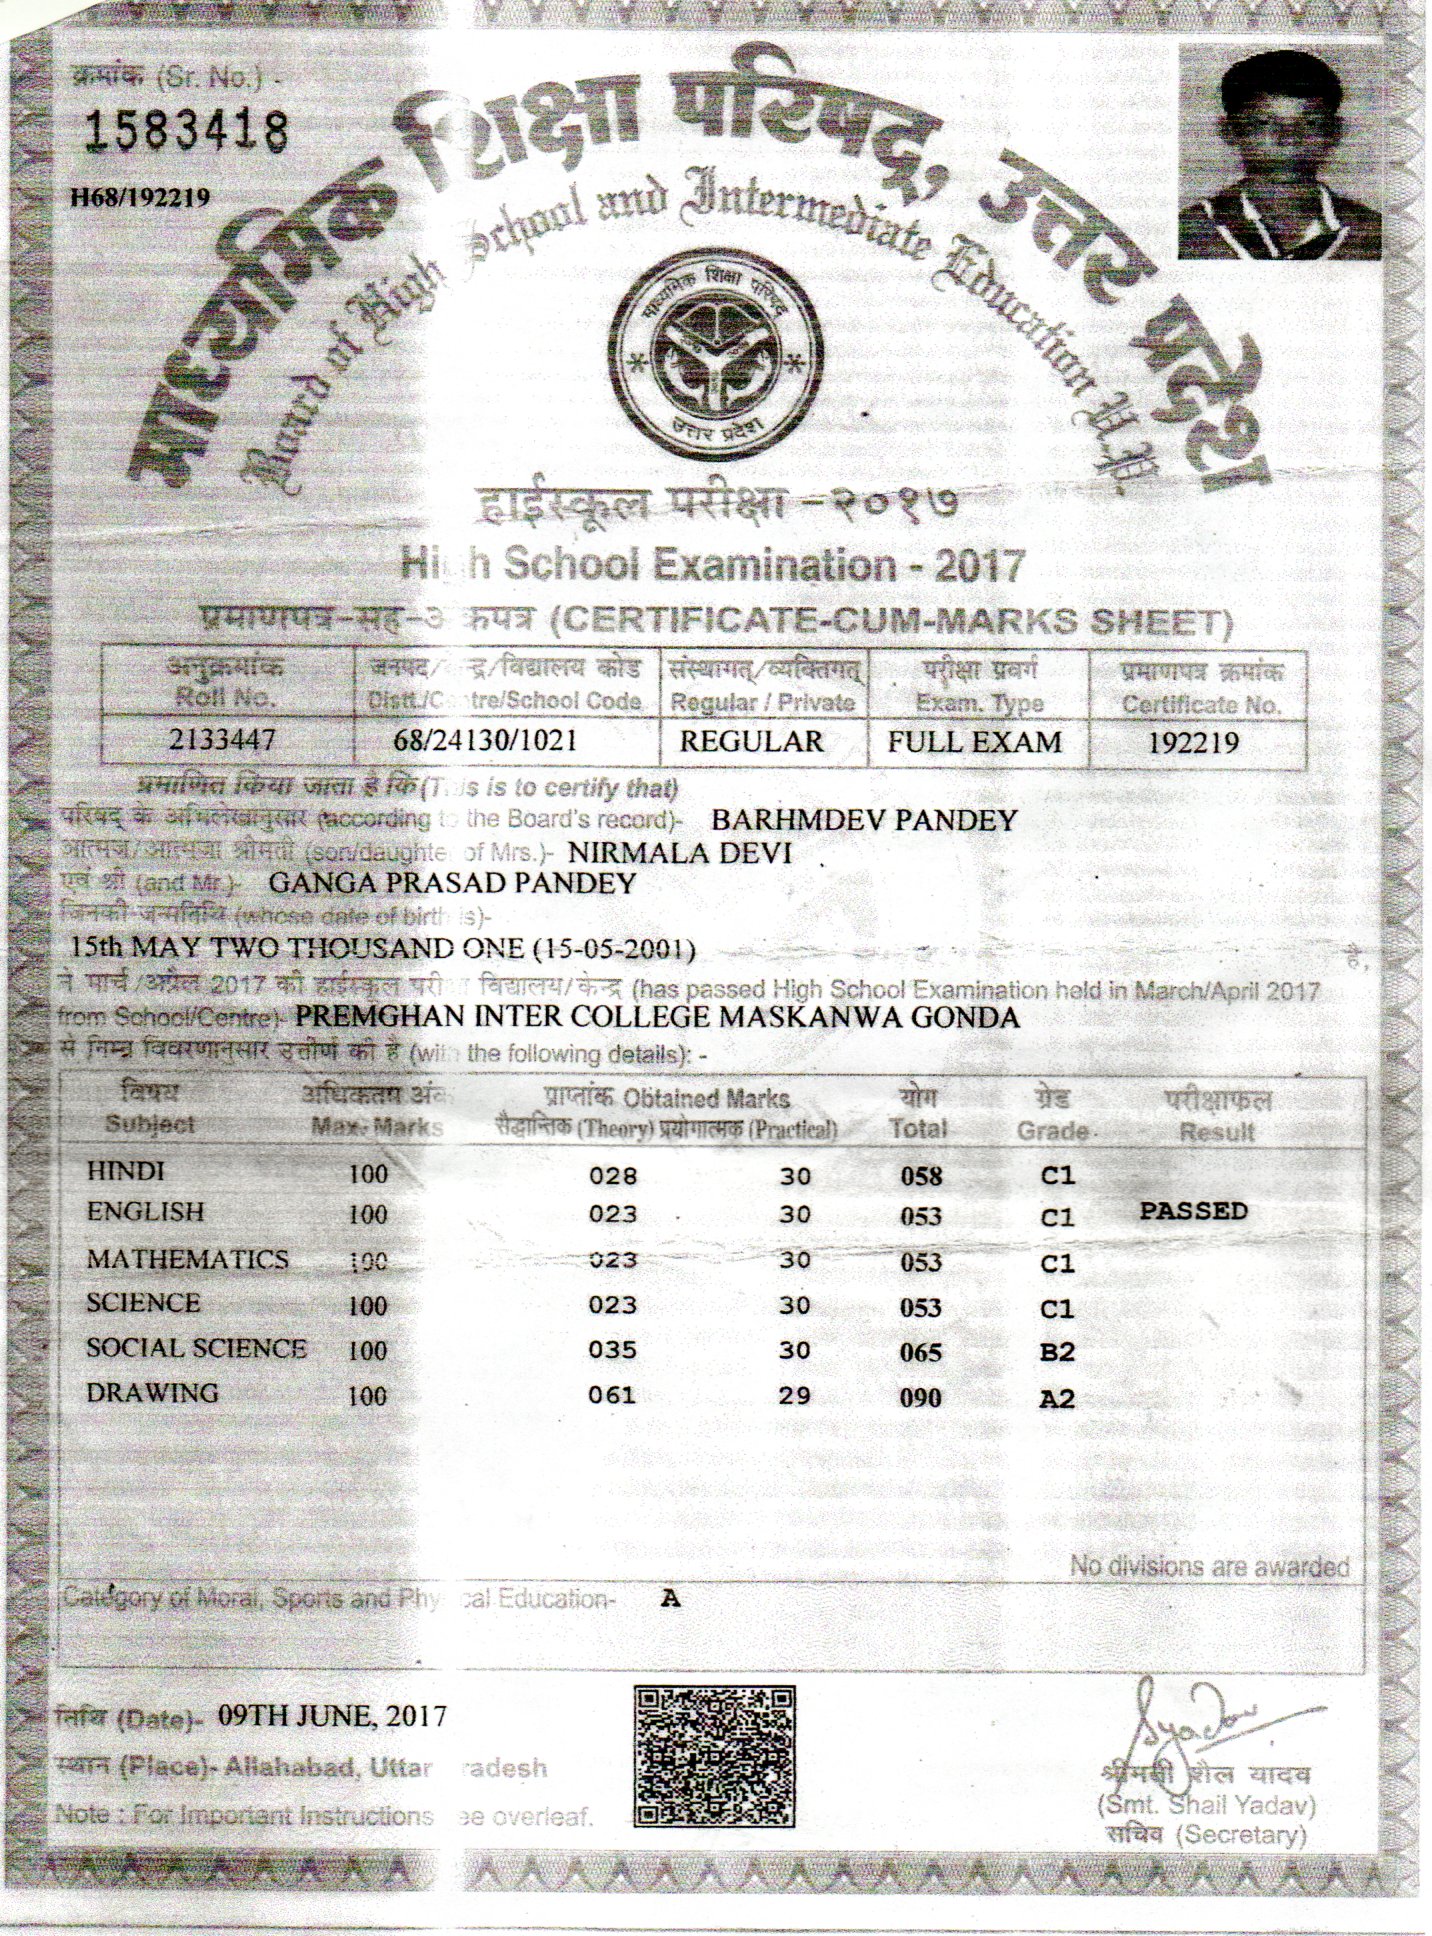 क्रमांक (Sr. No.) -
1583418
H68/192219
माध्यमिक शिक्षा परिषद्, उत्तर प्रदेश
Board of High School and Intermediate Education U.P.
माध्यमिक शिक्षा परिषद
उत्तर प्रदेश
हाईस्कूल परीक्षा -२०१७
High School Examination - 2017
प्रमाणपत्र-सह-अंकपत्र (CERTIFICATE-CUM-MARKS SHEET)
अनुक्रमांक जनपद/केन्द्र/विद्यालय कोड संस्थागत्/व्यक्तिगत् परीक्षा प्रवर्ग प्रमाणपत्र क्रमांक
Roll No. Distt./Centre/School Code Regular / Private Exam. Type Certificate No.
2133447 68/24130/1021 REGULAR FULL EXAM 192219
प्रमाणित किया जाता है कि (This is to certify that)
परिषद् के अभिलेखानुसार (according to the Board's record)- BARHMDEV PANDEY
आत्मज/आत्मजा श्रीमती (son/daughter of Mrs.)- NIRMALA DEVI
एवं श्री (and Mr.)- GANGA PRASAD PANDEY
जिनकी जन्मतिथि (whose date of birth is)-
15th MAY TWO THOUSAND ONE (15-05-2001) है,
ने मार्च/अप्रैल 2017 की हाईस्कूल परीक्षा विद्यालय/केन्द्र (has passed High School Examination held in March/April 2017
from School/Centre)- PREMGHAN INTER COLLEGE MASKANWA GONDA
से निम्न विवरणानुसार उत्तीर्ण की है (with the following details): -
विषय अधिकतम अंक प्राप्तांक Obtained Marks योग ग्रेड परीक्षाफल
Subject Max. Marks सैद्धान्तिक (Theory) प्रयोगात्मक (Practical) Total Grade Result
HINDI 100 028 30 058 C1
ENGLISH 100 023 30 053 C1 PASSED
MATHEMATICS 100 023 30 053 C1
SCIENCE 100 023 30 053 C1
SOCIAL SCIENCE 100 035 30 065 B2
DRAWING 100 061 29 090 A2
No divisions are awarded
Category of Moral, Sports and Physical Education- A
तिथि (Date)- 09TH JUNE, 2017
स्थान (Place)- Allahabad, Uttar Pradesh
Note : For Important Instructions see overleaf.
Syadav
श्रीमती शैल यादव
(Smt. Shail Yadav)
सचिव (Secretary)